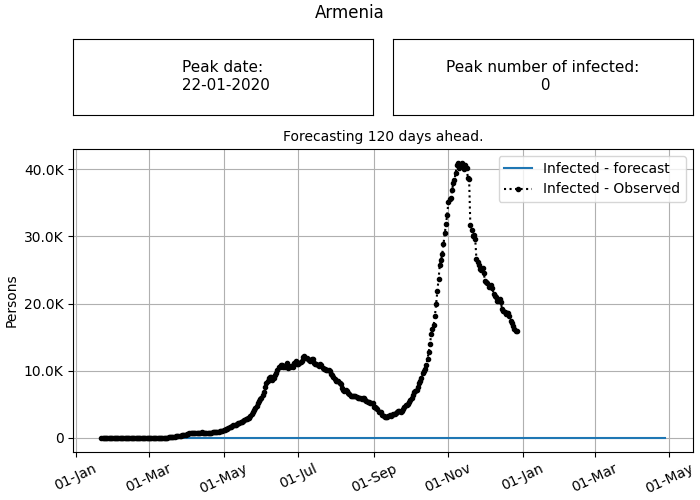 Armenia
Peak date:
22-01-2020
Peak number of infected:
0
Forecasting 120 days ahead.
Infected - forecast
Infected - Observed
Persons
40.0K
30.0K
20.0K
10.0K
0
01-Jan
01-Mar
01-May
01-Jul
01-Sep
01-Nov
01-Jan
01-Mar
01-May